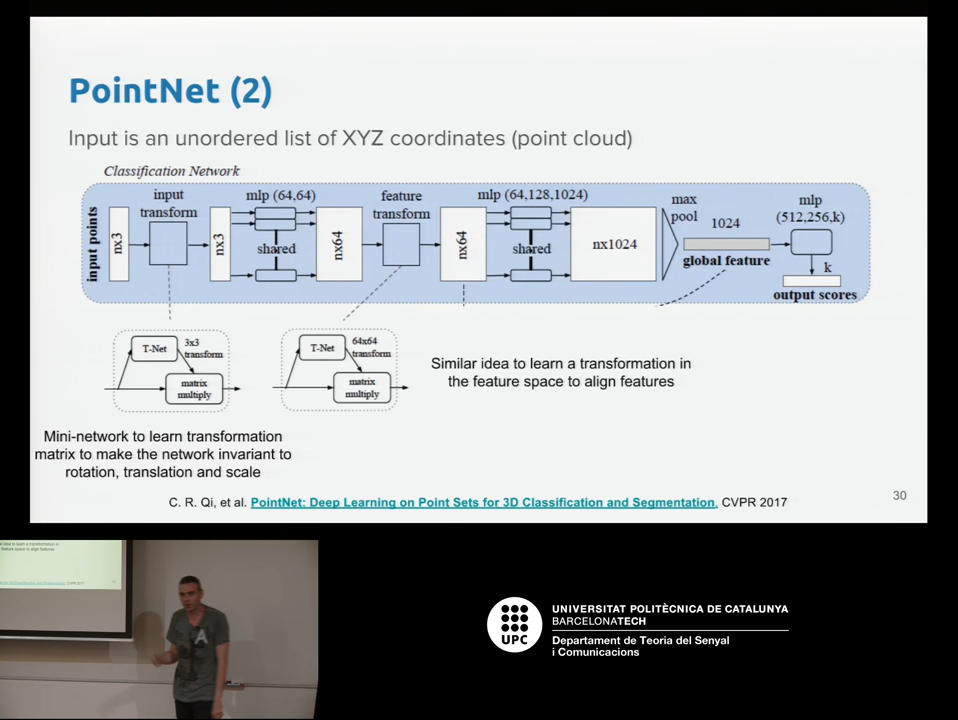 PointNet (2)
Input is an unordered list of XYZ coordinates (point cloud)
Classification Network
input
transform
mlp (64,64)
feature
transform
mlp (64,128,1024)
max
pool
1024
mlp
(512,256,k)
input points
nx3
nx3
shared
nx64
nx64
shared
nx1024
global feature
k
output scores
T-Net
3x3
transform
matrix
multiply
T-Net
64x64
transform
matrix
multiply
Similar idea to learn a transformation in
the feature space to align features
Mini-network to learn transformation
matrix to make the network invariant to
rotation, translation and scale
C. R. Qi, et al. PointNet: Deep Learning on Point Sets for 3D Classification and Segmentation. CVPR 2017
30
A
UPC
UNIVERSITAT POLITÈCNICA DE CATALUNYA
BARCELONATECH
Departament de Teoria del Senyal
i Comunicacions